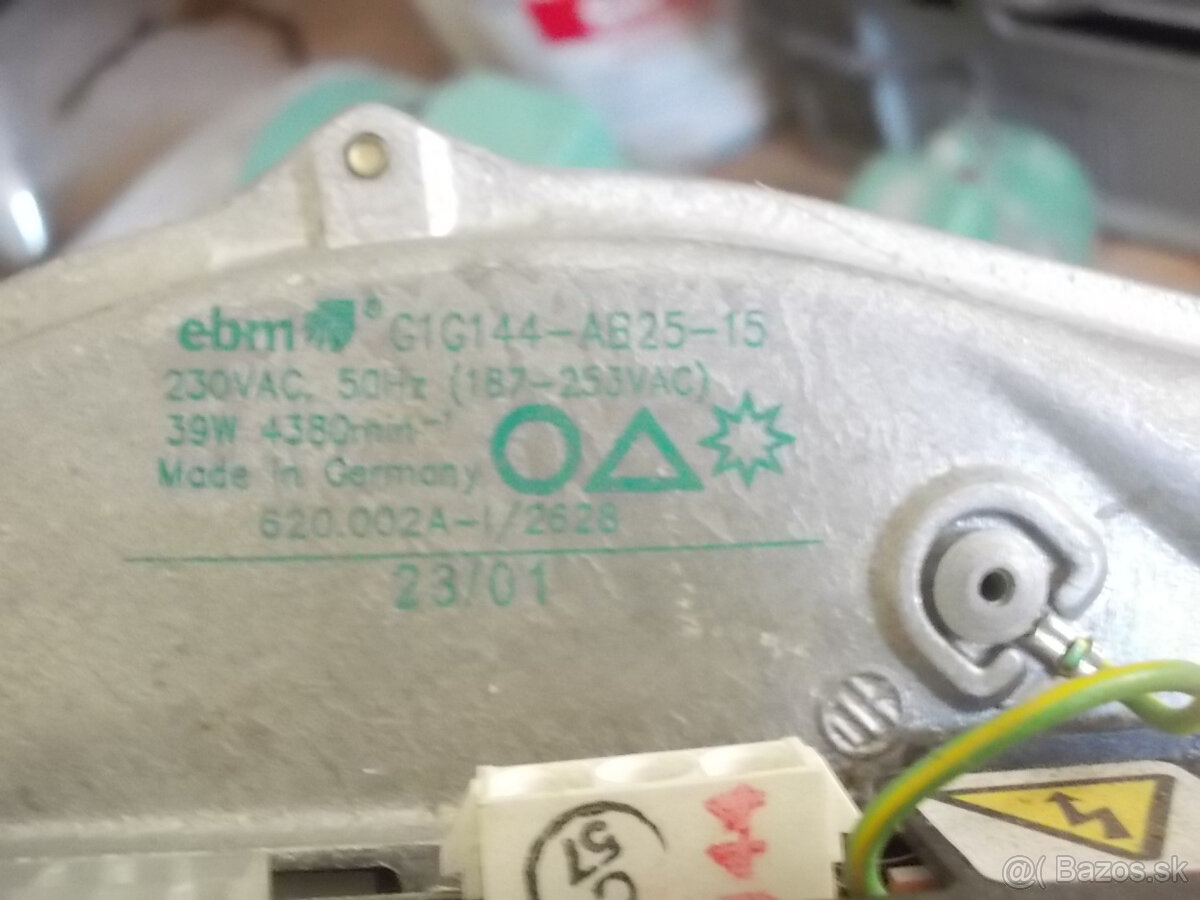 ebm® G1G144-AB25-15
230VAC, 50Hz (187-253VAC)
39W 4380min⁻¹
Made in Germany
620.002A-I/2628
23/01
57
@( Bazos.sk